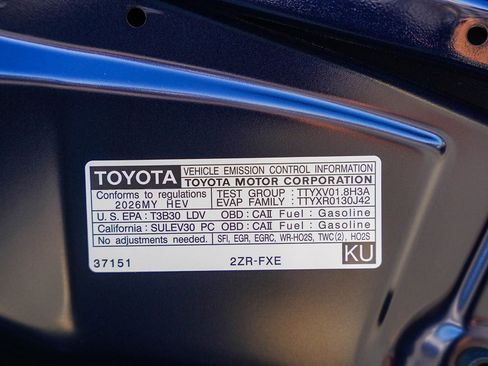 TOYOTA VEHICLE EMISSION CONTROL INFORMATION
TOYOTA MOTOR CORPORATION
Conforms to regulations TEST GROUP : TTYXV01.8H3A
2026MY HEV EVAP FAMILY : TTYXR0130J42
U.S. EPA : T3B30 LDV OBD : CAII Fuel : Gasoline
California : SULEV30 PC OBD : CAII Fuel : Gasoline
No adjustments needed. SFI, EGR, EGRC, WR-HO2S, TWC(2), HO2S
37151 2ZR-FXE KU